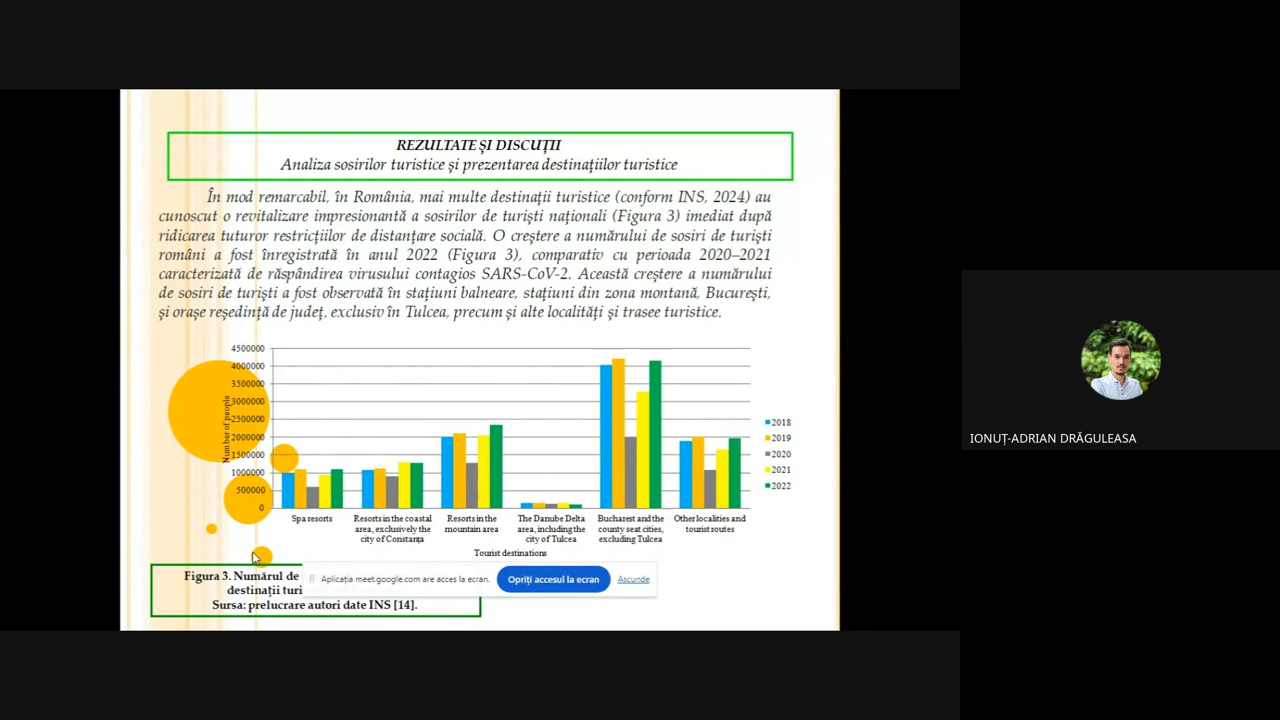 REZULTATE ȘI DISCUȚII
Analiza sosirilor turistice și prezentarea destinațiilor turistice
În mod remarcabil, în România, mai multe destinații turistice (conform INS, 2024) au
cunoscut o revitalizare impresionantă a sosirilor de turiști naționali (Figura 3) imediat după
ridicarea tuturor restricțiilor de distanțare socială. O creștere a numărului de sosiri de turiști
români a fost înregistrată în anul 2022 (Figura 3), comparativ cu perioada 2020–2021
caracterizată de răspândirea virusului contagios SARS-CoV-2. Această creștere a numărului
de sosiri de turiști a fost observată în stațiuni balneare, stațiuni din zona montană, București,
și orașe reședință de județ, exclusiv în Tulcea, precum și alte localități și trasee turistice.
Number of people
4500000
4000000
3500000
3000000
2500000
2000000
1500000
1000000
500000
0
Spa resorts
Resorts in the coastal
area, exclusively the
city of Constanța
Resorts in the
mountain area
The Danube Delta
area, including the
city of Tulcea
Bucharest and the
county seat cities,
excluding Tulcea
Other localities and
tourist routes
Tourist destinations
2018
2019
2020
2021
2022
Figura 3. Numărul de
destinații turi
Sursa: prelucrare autori date INS [14].
Aplicația meet.google.com are acces la ecran.
Opriți accesul la ecran
Ascunde
IONUȚ-ADRIAN DRĂGULEASA